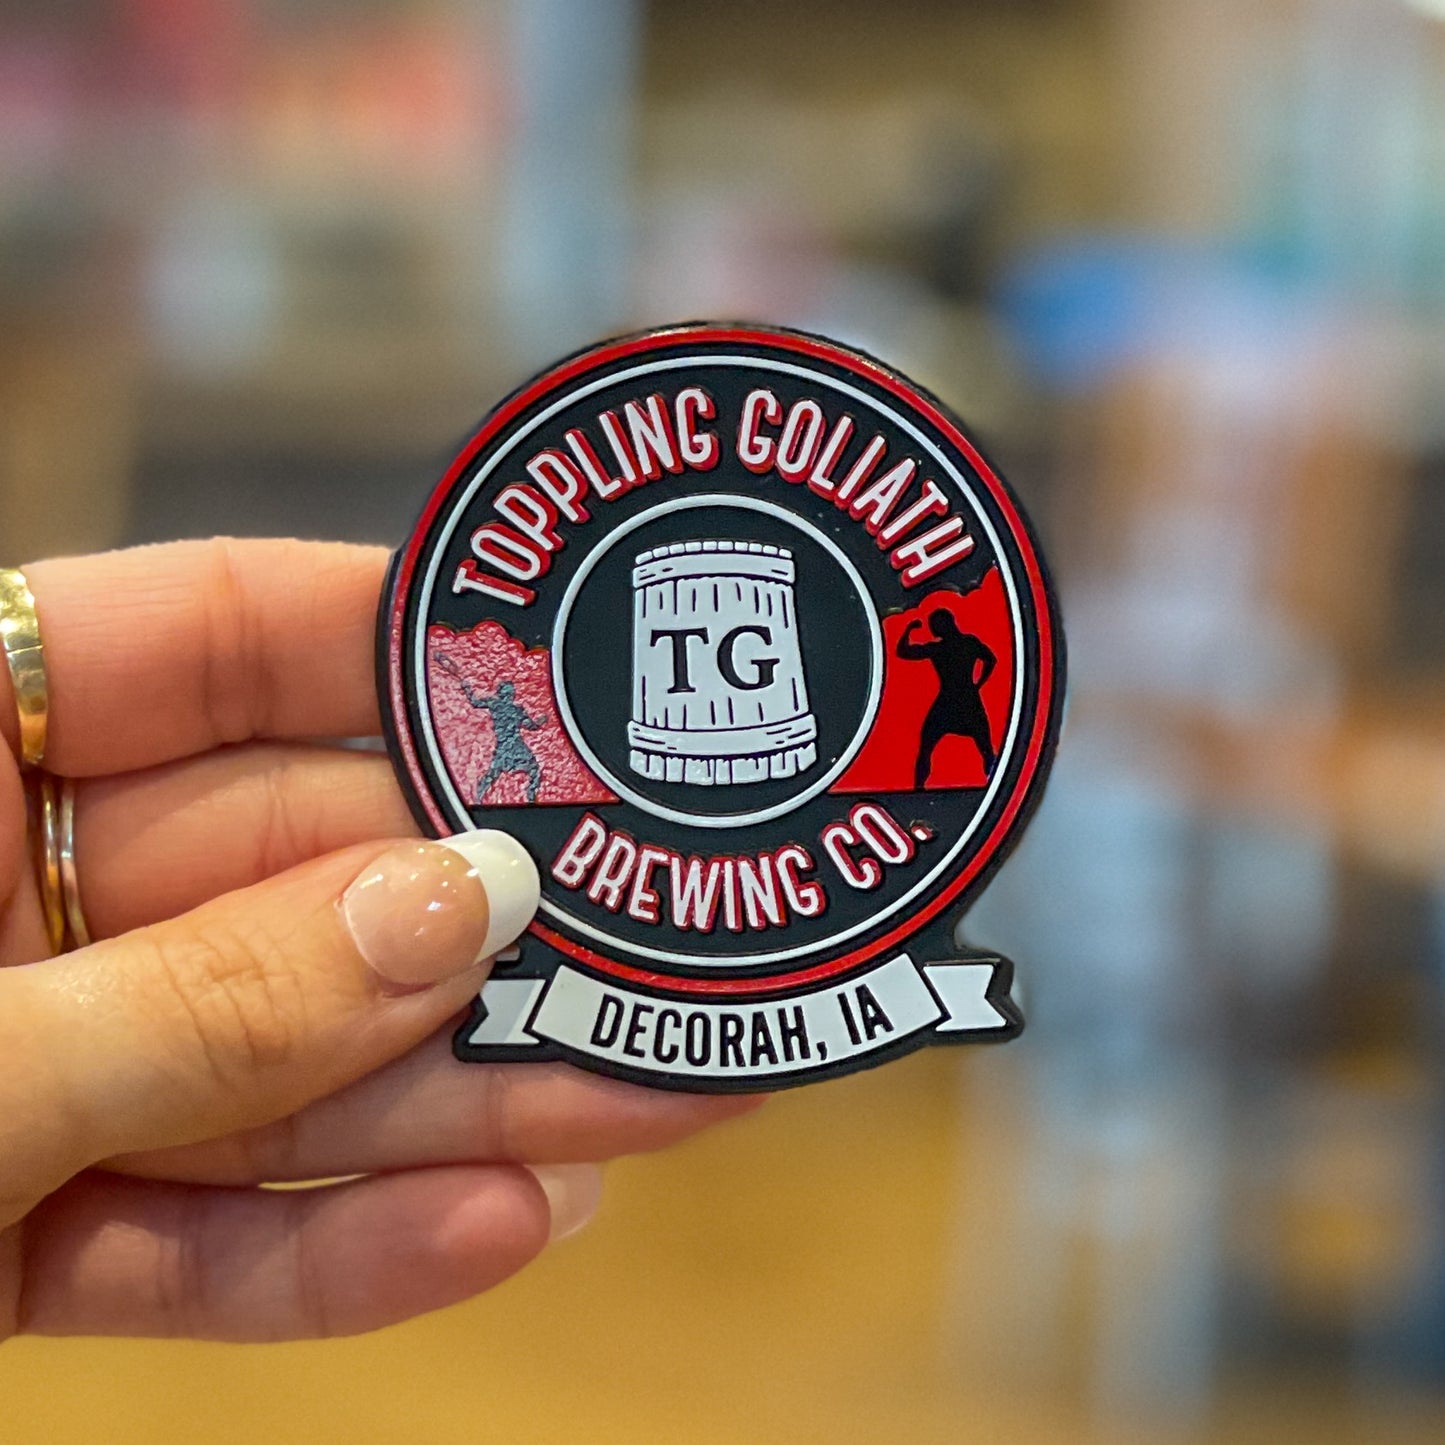 TOPPLING GOLIATH
TG
BREWING CO.
DECORAH, IA